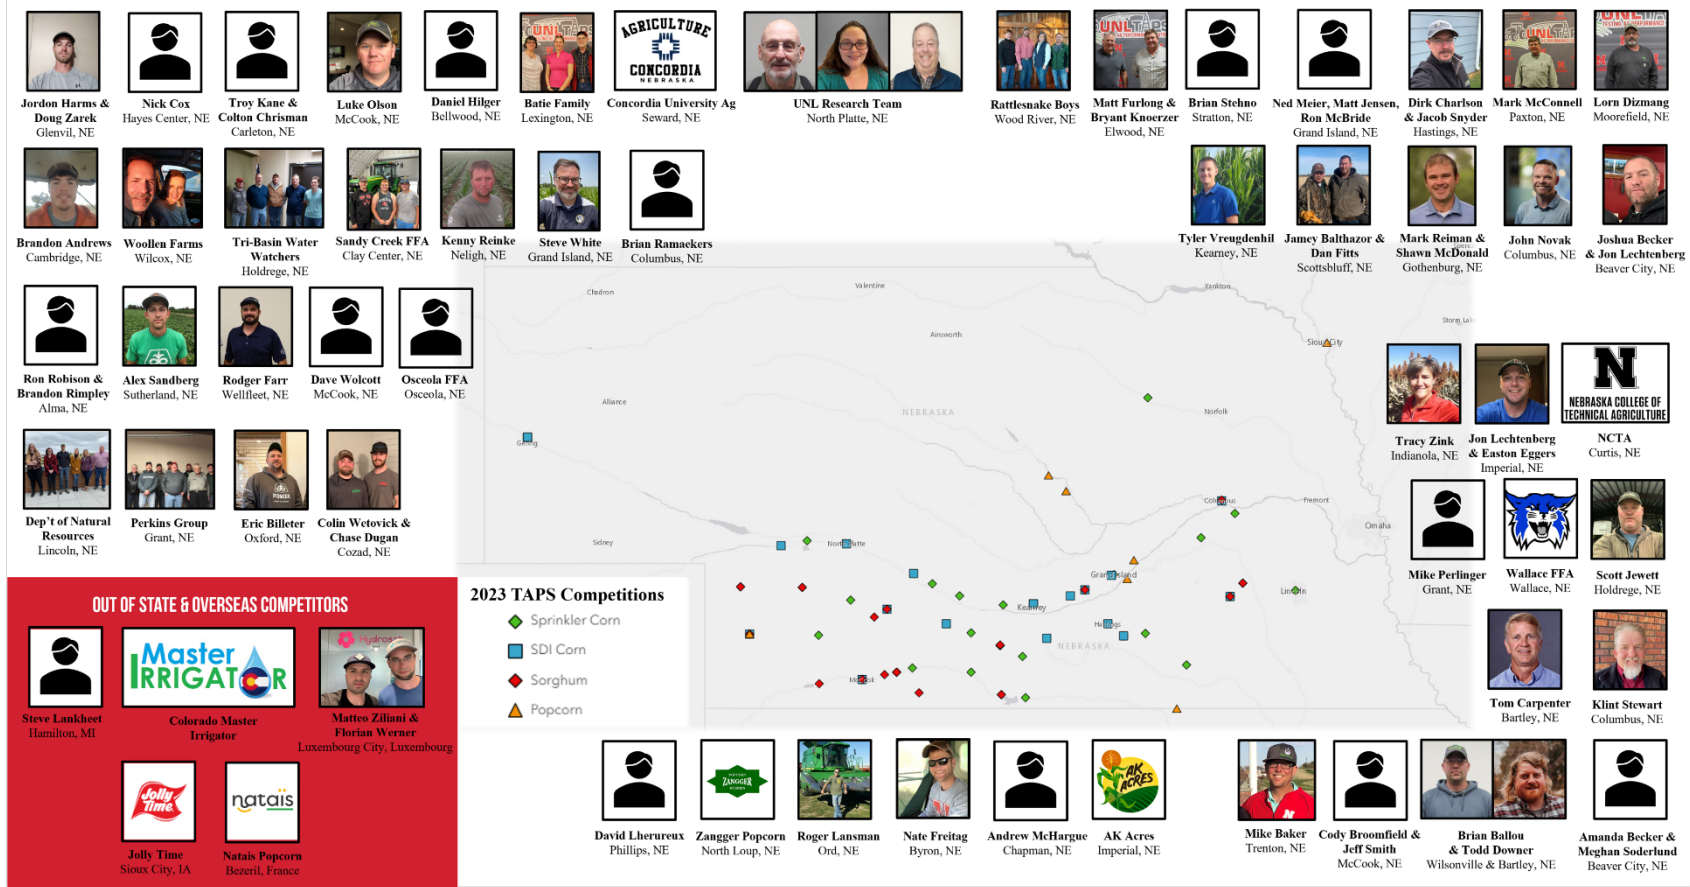 AGRICULTURE
CONCORDIA
NEBRASKA
Jordon Harms &
Doug Zarek
Glenvil, NE
Nick Cox
Hayes Center, NE
Troy Kane &
Colton Chrisman
Carleton, NE
Luke Olson
McCook, NE
Daniel Hilger
Bellwood, NE
Batie Family
Lexington, NE
Concordia University Ag
Seward, NE
UNL Research Team
North Platte, NE
Rattlesnake Boys
Wood River, NE
Matt Furlong &
Bryant Knoerzer
Elwood, NE
Brian Stehno
Stratton, NE
Ned Meier, Matt Jensen,
Ron McBride
Grand Island, NE
Dirk Charlson
& Jacob Snyder
Hastings, NE
Mark McConnell
Paxton, NE
Lorn Dizmang
Moorefield, NE
Brandon Andrews
Cambridge, NE
Woollen Farms
Wilcox, NE
Tri-Basin Water
Watchers
Holdrege, NE
Sandy Creek FFA
Clay Center, NE
Kenny Reinke
Neligh, NE
Steve White
Grand Island, NE
Brian Ramaekers
Columbus, NE
Tyler Vreugdenhil
Kearney, NE
Jamey Balthazor &
Dan Fitts
Scottsbluff, NE
Mark Reiman &
Shawn McDonald
Gothenburg, NE
John Novak
Columbus, NE
Joshua Becker
& Jon Lechtenberg
Beaver City, NE
Ron Robison &
Brandon Rimpley
Alma, NE
Alex Sandberg
Sutherland, NE
Rodger Farr
Wellfleet, NE
Dave Wolcott
McCook, NE
Osceola FFA
Osceola, NE
Chadron
Valentine
Yankton
Ainsworth
Storm Lake
Sioux City
Alliance
NEBRASKA
Norfolk
Gering
Columbus
Fremont
Omaha
Sidney
North Platte
Grand Island
Lincoln
Kearney
Hastings
NEBRASKA
McCook
N
NEBRASKA COLLEGE OF
TECHNICAL AGRICULTURE
Tracy Zink
Indianola, NE
Jon Lechtenberg
& Easton Eggers
Imperial, NE
NCTA
Curtis, NE
Dep't of Natural
Resources
Lincoln, NE
Perkins Group
Grant, NE
Eric Billeter
Oxford, NE
Colin Wetovick &
Chase Dugan
Cozad, NE
Mike Perlinger
Grant, NE
Wallace FFA
Wallace, NE
Scott Jewett
Holdrege, NE
OUT OF STATE & OVERSEAS COMPETITORS
Master
IRRIGATOR
Hydrosat
Steve Lankheet
Hamilton, MI
Colorado Master
Irrigator
Matteo Ziliani &
Florian Werner
Luxembourg City, Luxembourg
Jolly
Time
nataïs
Jolly Time
Sioux City, IA
Natais Popcorn
Bezeril, France
2023 TAPS Competitions
Sprinkler Corn
SDI Corn
Sorghum
Popcorn
Tom Carpenter
Bartley, NE
Klint Stewart
Columbus, NE
ZANGGER
AK
ACRES
David Lherureux
Phillips, NE
Zangger Popcorn
North Loup, NE
Roger Lansman
Ord, NE
Nate Freitag
Byron, NE
Andrew McHargue
Chapman, NE
AK Acres
Imperial, NE
Mike Baker
Trenton, NE
Cody Broomfield &
Jeff Smith
McCook, NE
Brian Ballou
& Todd Downer
Wilsonville & Bartley, NE
Amanda Becker &
Meghan Soderlund
Beaver City, NE